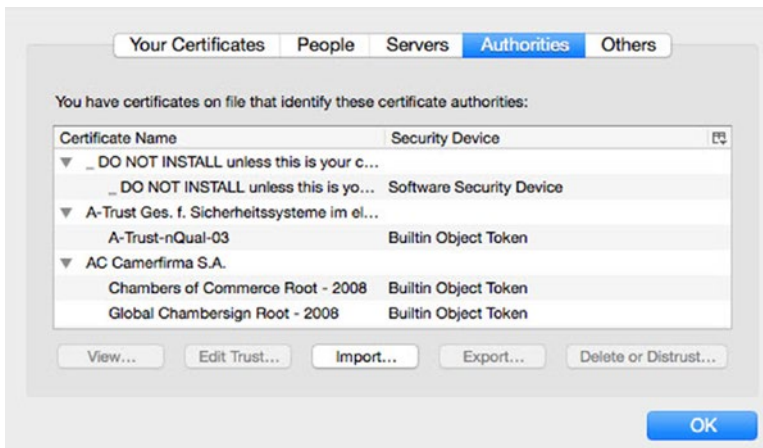 Your Certificates People Servers Authorities Others
You have certificates on file that identify these certificate authorities:
Certificate Name Security Device
_ DO NOT INSTALL unless this is your c...
_ DO NOT INSTALL unless this is yo... Software Security Device
A-Trust Ges. f. Sicherheitssysteme im el...
A-Trust-nQual-03 Builtin Object Token
AC Camerfirma S.A.
Chambers of Commerce Root - 2008 Builtin Object Token
Global Chambersign Root - 2008 Builtin Object Token
View... Edit Trust... Import... Export... Delete or Distrust...
OK